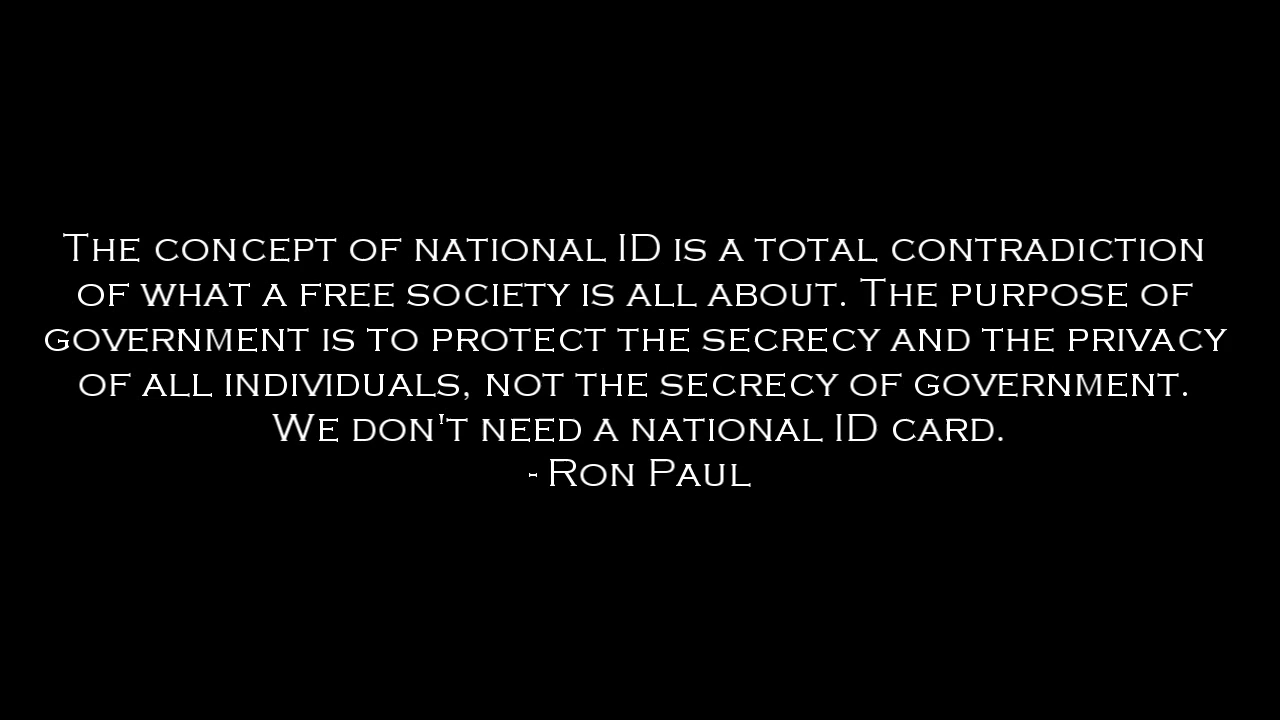 The concept of national ID is a total contradiction
of what a free society is all about. The purpose of
government is to protect the secrecy and the privacy
of all individuals, not the secrecy of government.
We don't need a national ID card.
- Ron Paul